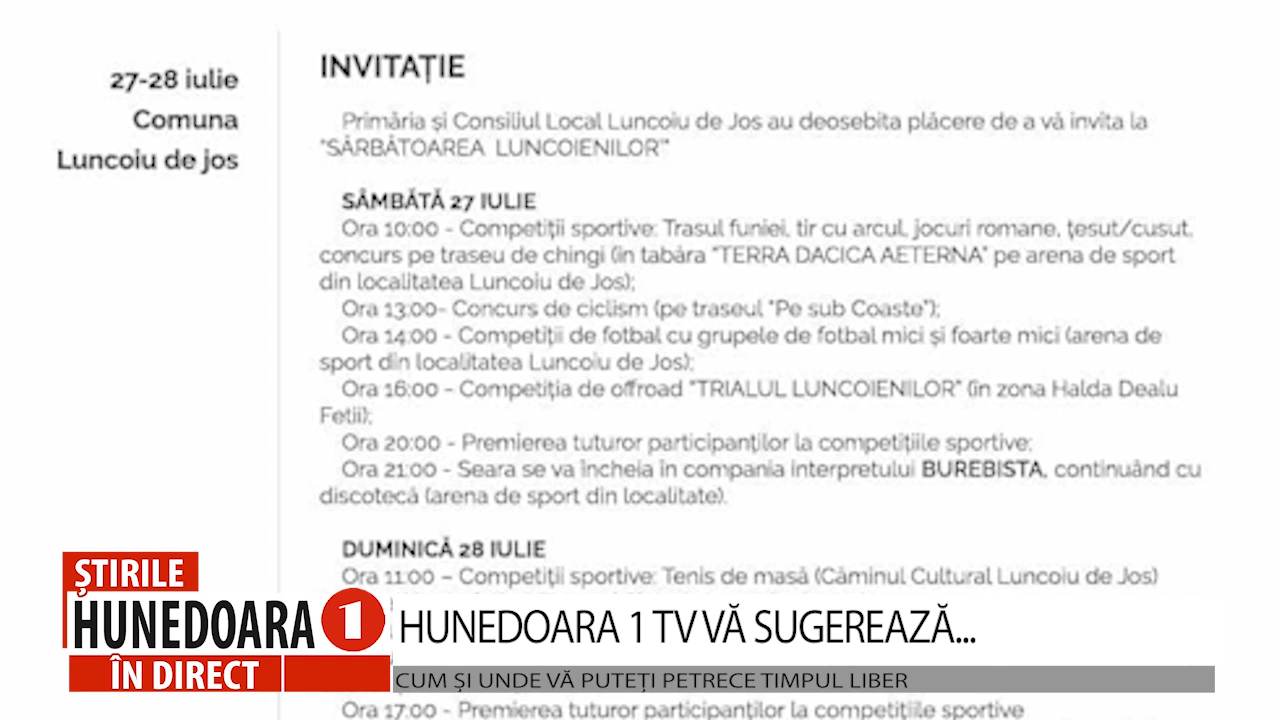 27-28 iulie
Comuna
Luncoiu de jos
INVITAȚIE
Primăria și Consiliul Local Luncoiu de Jos au deosebita plăcere de a vă invita la
"SĂRBĂTOAREA LUNCOIENILOR"
SÂMBĂTĂ 27 IULIE
Ora 10:00 - Competiții sportive: Trasul funiei, tir cu arcul, jocuri romane, țesut/cusut,
concurs pe traseu de chingi (în tabăra "TERRA DACICA AETERNA" pe arena de sport
din localitatea Luncoiu de Jos);
Ora 13:00- Concurs de ciclism (pe traseul "Pe sub Coaste");
Ora 14:00 - Competiții de fotbal cu grupele de fotbal mici și foarte mici (arena de
sport din localitatea Luncoiu de Jos);
Ora 16:00 - Competiția de offroad "TRIALUL LUNCOIENILOR" (în zona Halda Dealu
Fetii);
Ora 20:00 - Premierea tuturor participanților la competițiile sportive;
Ora 21:00 - Seara se va încheia în compania interpretului BUREBISTA, continuând cu
discotecă (arena de sport din localitate).
DUMINICĂ 28 IULIE
Ora 11:00 – Competiții sportive: Tenis de masă (Căminul Cultural Luncoiu de Jos)
ȘTIRILE
HUNEDOARA 1
ÎN DIRECT
HUNEDOARA 1 TV VĂ SUGEREAZĂ...
CUM ȘI UNDE VĂ PUTEȚI PETRECE TIMPUL LIBER
Ora 17:00 - Premierea tuturor participanților la competițiile sportive